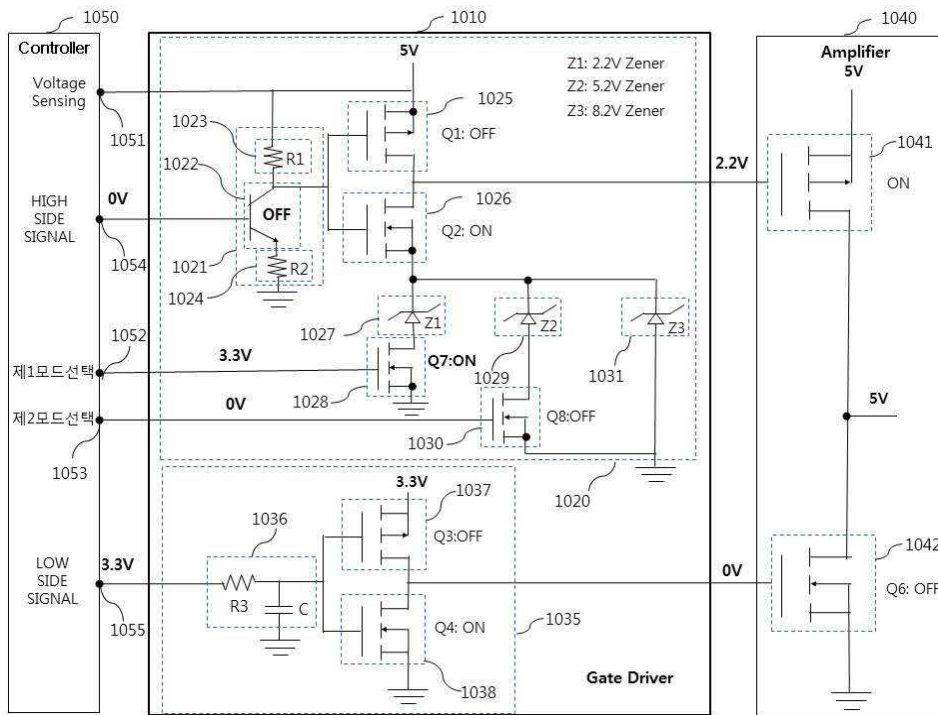 1050
1010
1040
Controller
5V
Amplifier
5V
Z1: 2.2V Zener
Z2: 5.2V Zener
Z3: 8.2V Zener
Voltage
Sensing
1051
1023
R1
1025
Q1: OFF
1041
ON
2.2V
1022
HIGH
SIDE
SIGNAL
0V
1054
OFF
1026
Q2: ON
1021
R2
1024
1027
Z1
Z2
Z3
1052
제1모드선택
3.3V
Q7:ON
1029
1031
1028
제2모드선택
0V
1053
Q8:OFF
1030
5V
1020
3.3V
1037
1036
Q3:OFF
LOW
SIDE
SIGNAL
3.3V
1055
R3
C
0V
1042
Q6: OFF
Q4: ON
1035
1038
Gate Driver